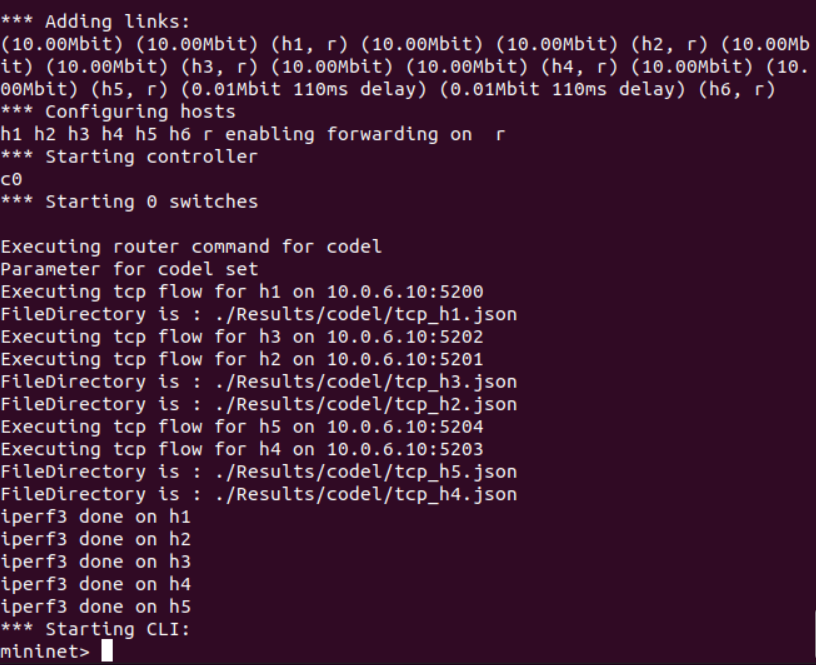 *** Adding links:
(10.00Mbit) (10.00Mbit) (h1, r) (10.00Mbit) (10.00Mbit) (h2, r) (10.00Mb
it) (10.00Mbit) (h3, r) (10.00Mbit) (10.00Mbit) (h4, r) (10.00Mbit) (10.
00Mbit) (h5, r) (0.01Mbit 110ms delay) (0.01Mbit 110ms delay) (h6, r)
*** Configuring hosts
h1 h2 h3 h4 h5 h6 r enabling forwarding on  r
*** Starting controller
c0
*** Starting 0 switches

Executing router command for codel
Parameter for codel set
Executing tcp flow for h1 on 10.0.6.10:5200
FileDirectory is : ./Results/codel/tcp_h1.json
Executing tcp flow for h3 on 10.0.6.10:5202
Executing tcp flow for h2 on 10.0.6.10:5201
FileDirectory is : ./Results/codel/tcp_h3.json
FileDirectory is : ./Results/codel/tcp_h2.json
Executing tcp flow for h5 on 10.0.6.10:5204
Executing tcp flow for h4 on 10.0.6.10:5203
FileDirectory is : ./Results/codel/tcp_h5.json
FileDirectory is : ./Results/codel/tcp_h4.json
iperf3 done on h1
iperf3 done on h2
iperf3 done on h3
iperf3 done on h4
iperf3 done on h5
*** Starting CLI:
mininet>